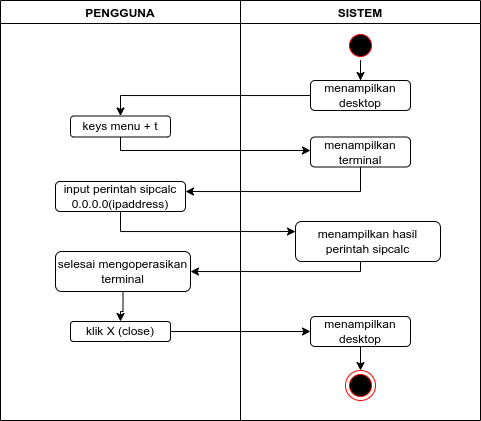 PENGGUNA
SISTEM
menampilkan
desktop
keys menu + t
menampilkan
terminal
input perintah sipcalc
0.0.0.0(ipaddress)
menampilkan hasil
perintah sipcalc
selesai mengoperasikan
terminal
klik X (close)
menampilkan
desktop